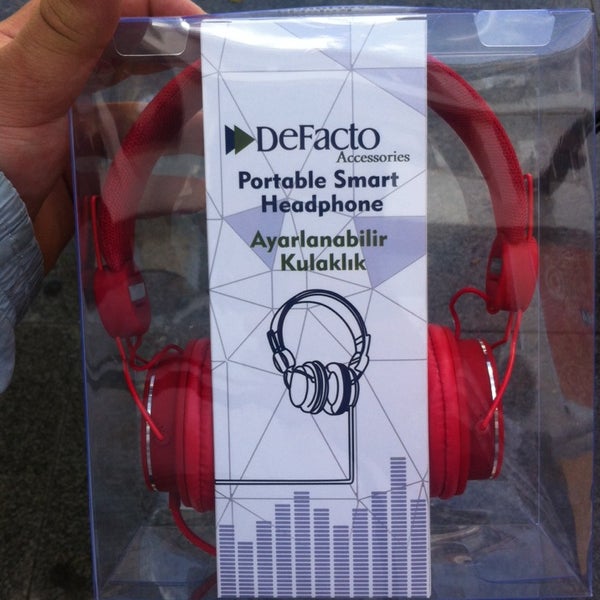 DeFacto
Accessories
Portable Smart
Headphone
Ayarlanabilir
Kulaklık